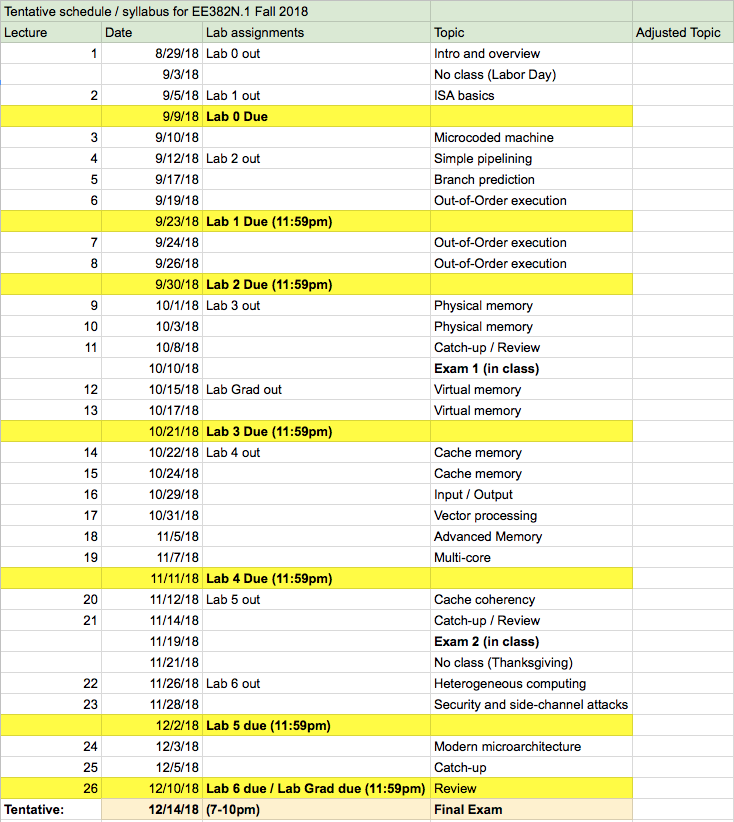 Tentative schedule / syllabus for EE382N.1 Fall 2018
Lecture Date Lab assignments Topic Adjusted Topic
1 8/29/18 Lab 0 out Intro and overview
9/3/18 No class (Labor Day)
2 9/5/18 Lab 1 out ISA basics
9/9/18 Lab 0 Due
3 9/10/18 Microcoded machine
4 9/12/18 Lab 2 out Simple pipelining
5 9/17/18 Branch prediction
6 9/19/18 Out-of-Order execution
9/23/18 Lab 1 Due (11:59pm)
7 9/24/18 Out-of-Order execution
8 9/26/18 Out-of-Order execution
9/30/18 Lab 2 Due (11:59pm)
9 10/1/18 Lab 3 out Physical memory
10 10/3/18 Physical memory
11 10/8/18 Catch-up / Review
10/10/18 Exam 1 (in class)
12 10/15/18 Lab Grad out Virtual memory
13 10/17/18 Virtual memory
10/21/18 Lab 3 Due (11:59pm)
14 10/22/18 Lab 4 out Cache memory
15 10/24/18 Cache memory
16 10/29/18 Input / Output
17 10/31/18 Vector processing
18 11/5/18 Advanced Memory
19 11/7/18 Multi-core
11/11/18 Lab 4 Due (11:59pm)
20 11/12/18 Lab 5 out Cache coherency
21 11/14/18 Catch-up / Review
11/19/18 Exam 2 (in class)
11/21/18 No class (Thanksgiving)
22 11/26/18 Lab 6 out Heterogeneous computing
23 11/28/18 Security and side-channel attacks
12/2/18 Lab 5 due (11:59pm)
24 12/3/18 Modern microarchitecture
25 12/5/18 Catch-up
26 12/10/18 Lab 6 due / Lab Grad due (11:59pm) Review
Tentative: 12/14/18 (7-10pm) Final Exam